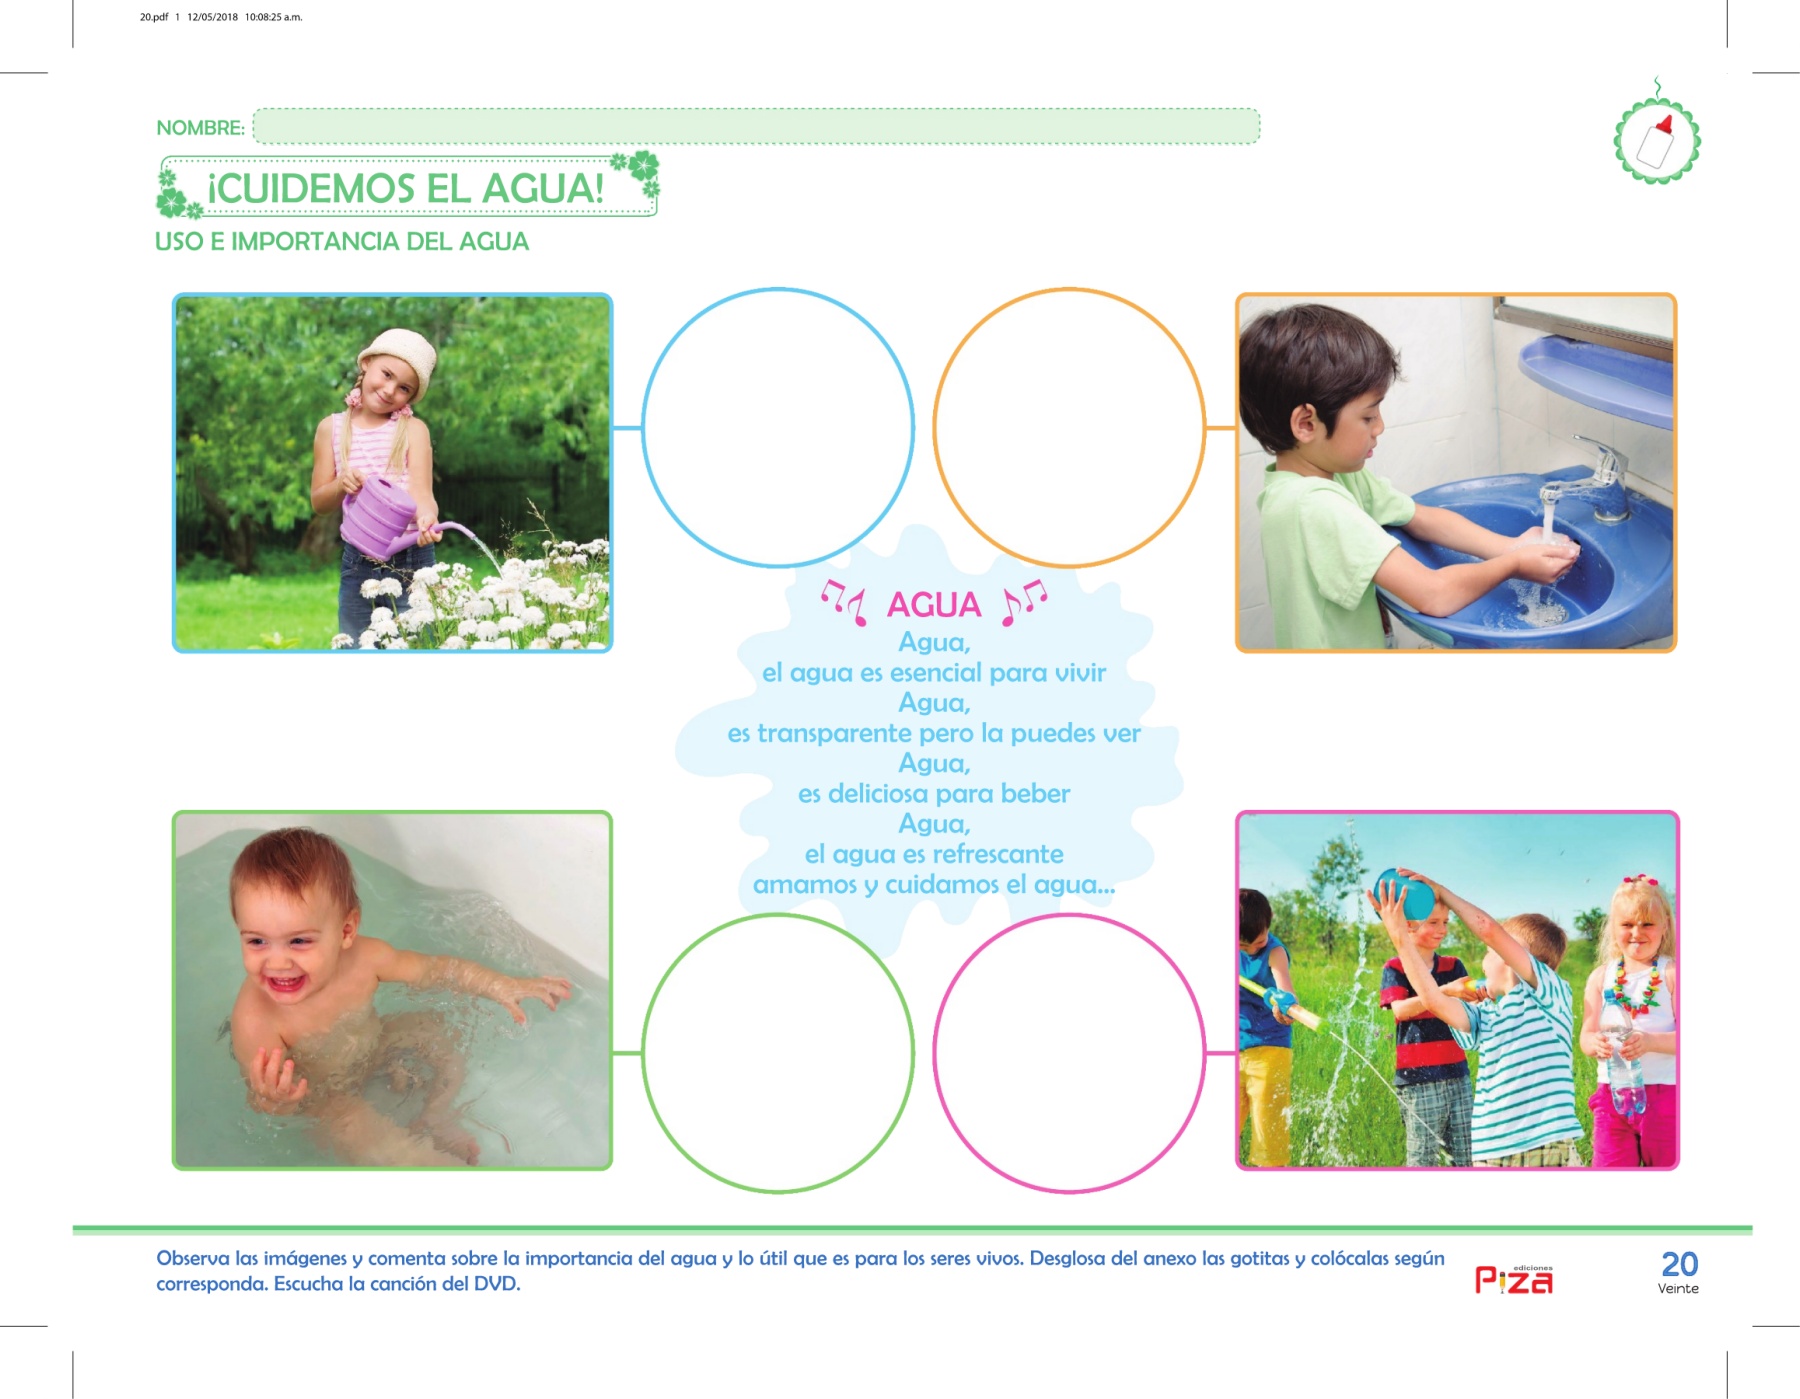 20.pdf 1 12/05/2018 10:08:25 a.m.
NOMBRE:
¡CUIDEMOS EL AGUA!
USO E IMPORTANCIA DEL AGUA
AGUA
Agua,
el agua es esencial para vivir
Agua,
es transparente pero la puedes ver
Agua,
es deliciosa para beber
Agua,
el agua es refrescante
amamos y cuidamos el agua...
Observa las imágenes y comenta sobre la importancia del agua y lo útil que es para los seres vivos. Desglosa del anexo las gotitas y colócalas según
corresponda. Escucha la canción del DVD.
ediciones
Piza
20
Veinte